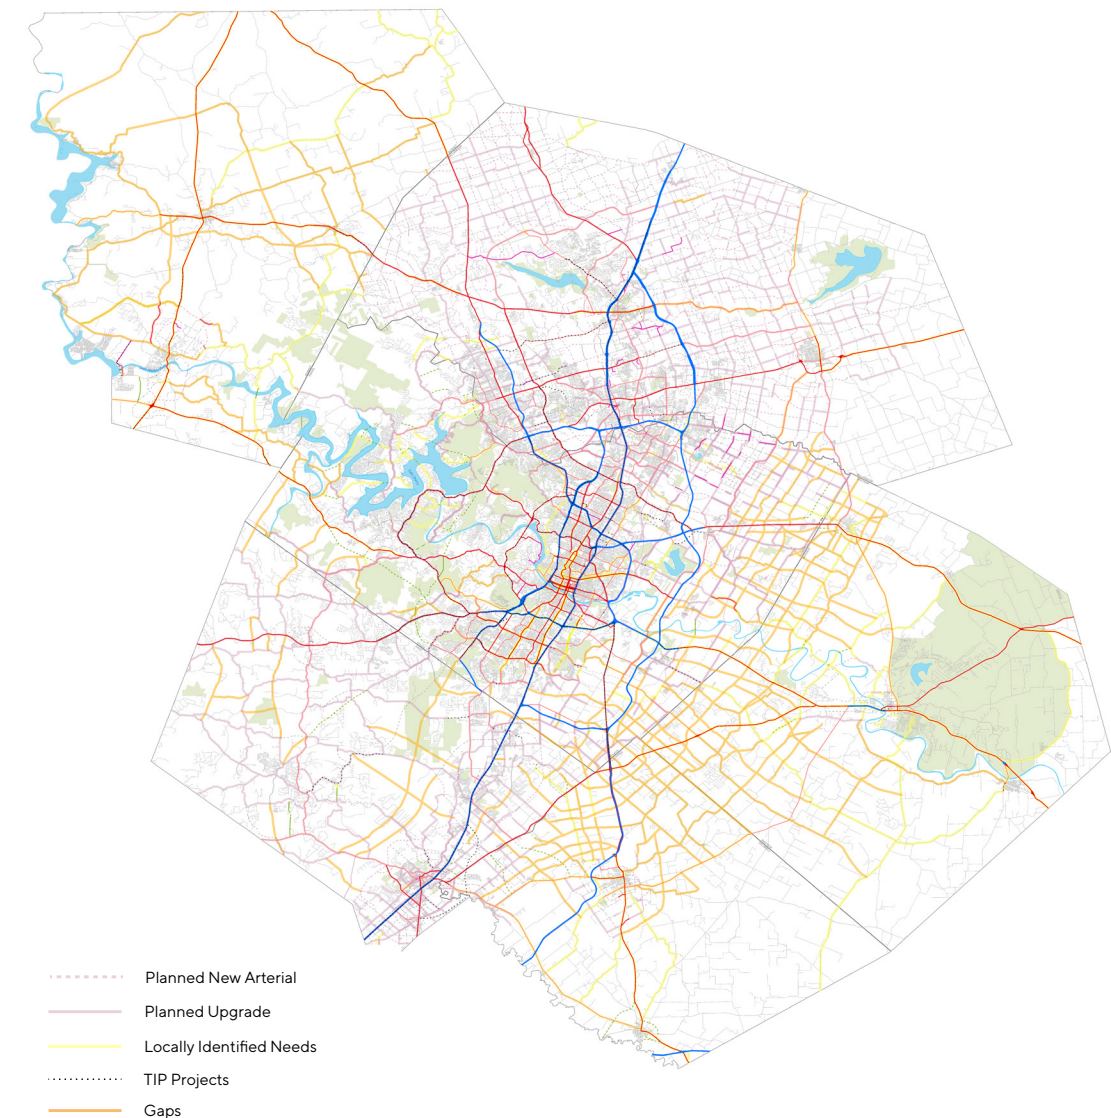 Planned New Arterial
Planned Upgrade
Locally Identified Needs
TIP Projects
Gaps